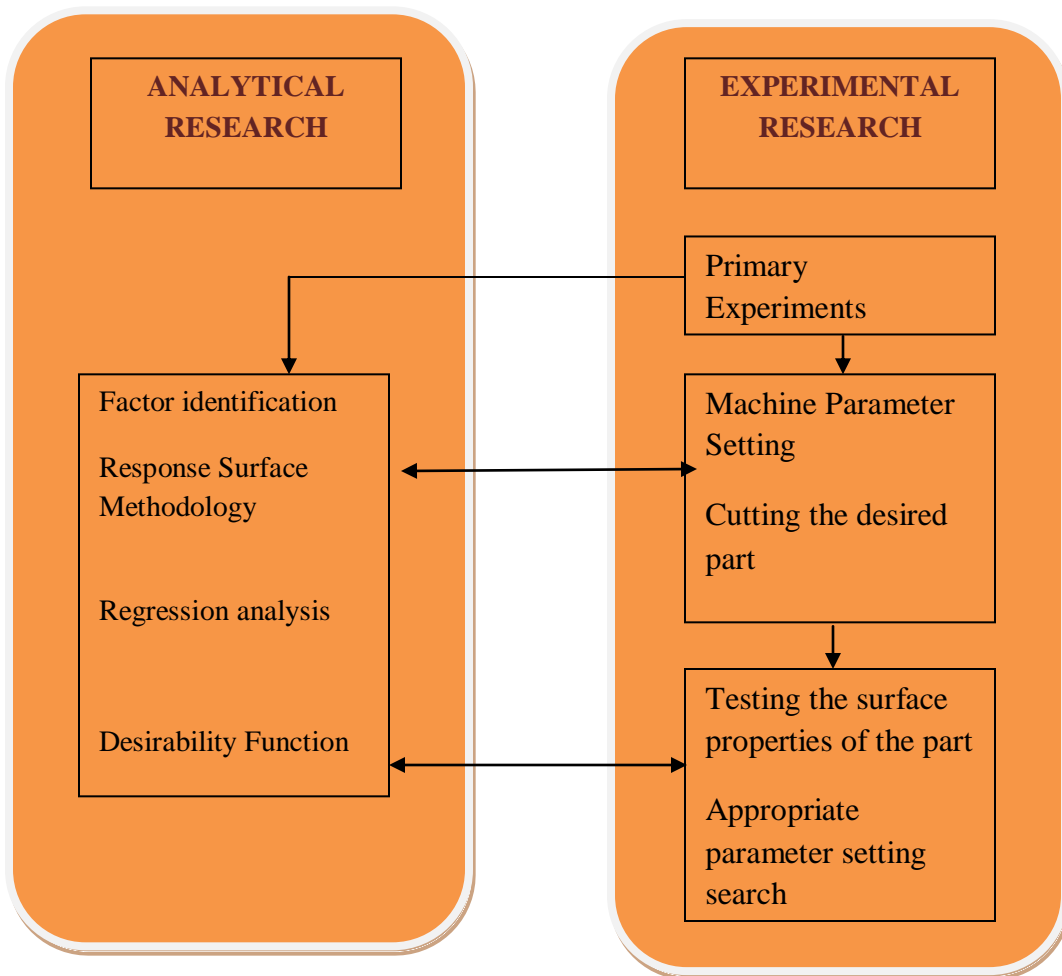 ANALYTICAL
RESEARCH
Factor identification
Response Surface
Methodology
Regression analysis
Desirability Function
EXPERIMENTAL
RESEARCH
Primary
Experiments
Machine Parameter
Setting
Cutting the desired
part
Testing the surface
properties of the part
Appropriate
parameter setting
search